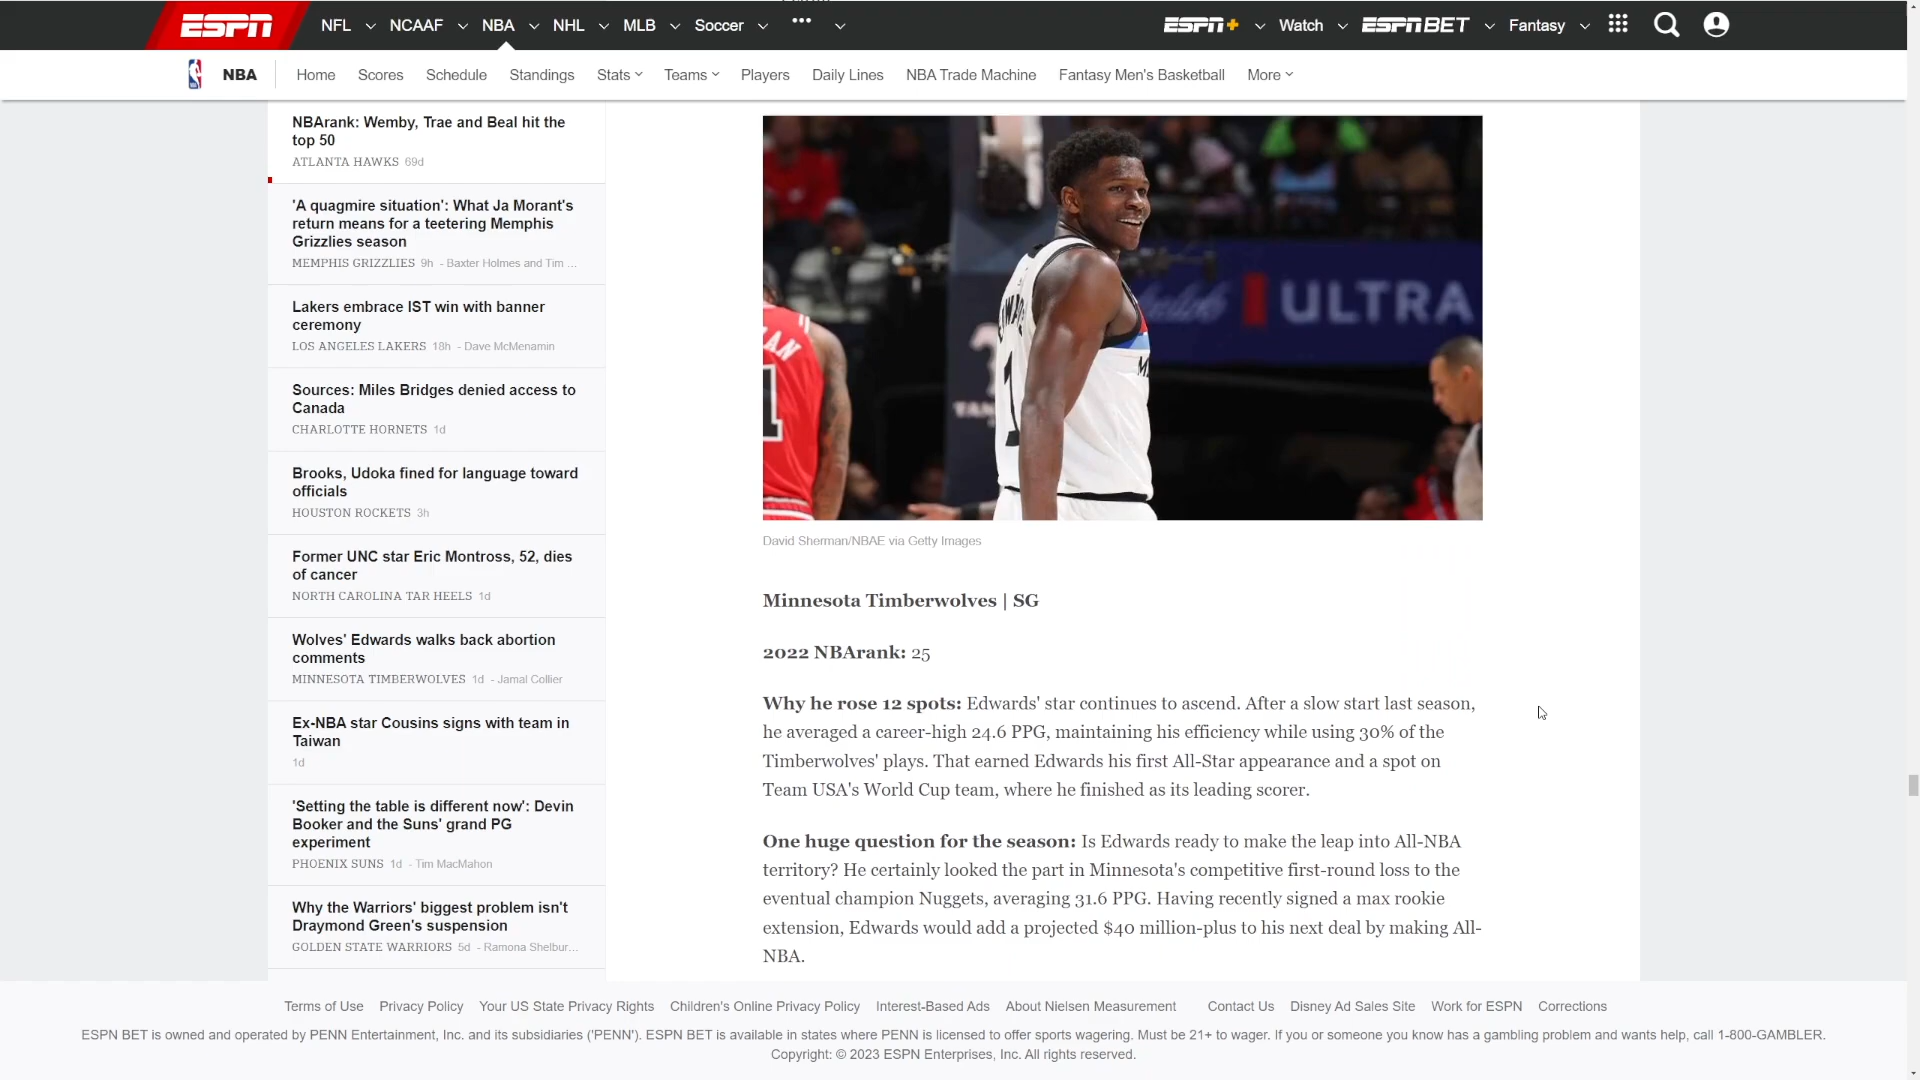 ESPN NFL NCAAF NBA NHL MLB Soccer ••• ESPN+ Watch ESPN BET Fantasy
NBA Home Scores Schedule Standings Stats Teams Players Daily Lines NBA Trade Machine Fantasy Men's Basketball More
NBArank: Wemby, Trae and Beal hit the
top 50
ATLANTA HAWKS 69d
'A quagmire situation': What Ja Morant's
return means for a teetering Memphis
Grizzlies season
MEMPHIS GRIZZLIES 9h - Baxter Holmes and Tim ...
Lakers embrace IST win with banner
ceremony
LOS ANGELES LAKERS 18h - Dave McMenamin
Sources: Miles Bridges denied access to
Canada
CHARLOTTE HORNETS 1d
Brooks, Udoka fined for language toward
officials
HOUSTON ROCKETS 3h
Former UNC star Eric Montross, 52, dies
of cancer
NORTH CAROLINA TAR HEELS 1d
Wolves' Edwards walks back abortion
comments
MINNESOTA TIMBERWOLVES 1d - Jamal Collier
Ex-NBA star Cousins signs with team in
Taiwan
1d
'Setting the table is different now': Devin
Booker and the Suns' grand PG
experiment
PHOENIX SUNS 1d - Tim MacMahon
Why the Warriors' biggest problem isn't
Draymond Green's suspension
GOLDEN STATE WARRIORS 5d - Ramona Shelbur...
ULTRA
1
David Sherman/NBAE via Getty Images
Minnesota Timberwolves | SG
2022 NBArank: 25
Why he rose 12 spots: Edwards' star continues to ascend. After a slow start last season,
he averaged a career-high 24.6 PPG, maintaining his efficiency while using 30% of the
Timberwolves' plays. That earned Edwards his first All-Star appearance and a spot on
Team USA's World Cup team, where he finished as its leading scorer.
One huge question for the season: Is Edwards ready to make the leap into All-NBA
territory? He certainly looked the part in Minnesota's competitive first-round loss to the
eventual champion Nuggets, averaging 31.6 PPG. Having recently signed a max rookie
extension, Edwards would add a projected $40 million-plus to his next deal by making All-
NBA.
Terms of Use Privacy Policy Your US State Privacy Rights Children's Online Privacy Policy Interest-Based Ads About Nielsen Measurement Contact Us Disney Ad Sales Site Work for ESPN Corrections
ESPN BET is owned and operated by PENN Entertainment, Inc. and its subsidiaries ('PENN'). ESPN BET is available in states where PENN is licensed to offer sports wagering. Must be 21+ to wager. If you or someone you know has a gambling problem and wants help, call 1-800-GAMBLER.
Copyright: © 2023 ESPN Enterprises, Inc. All rights reserved.